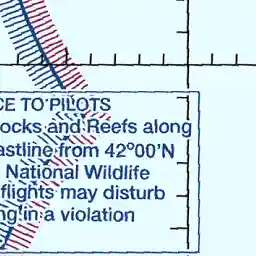 CE TO PILOTS
ocks and Reefs along
astline from 42°00'N
National Wildlife
flights may disturb
ng in a violation